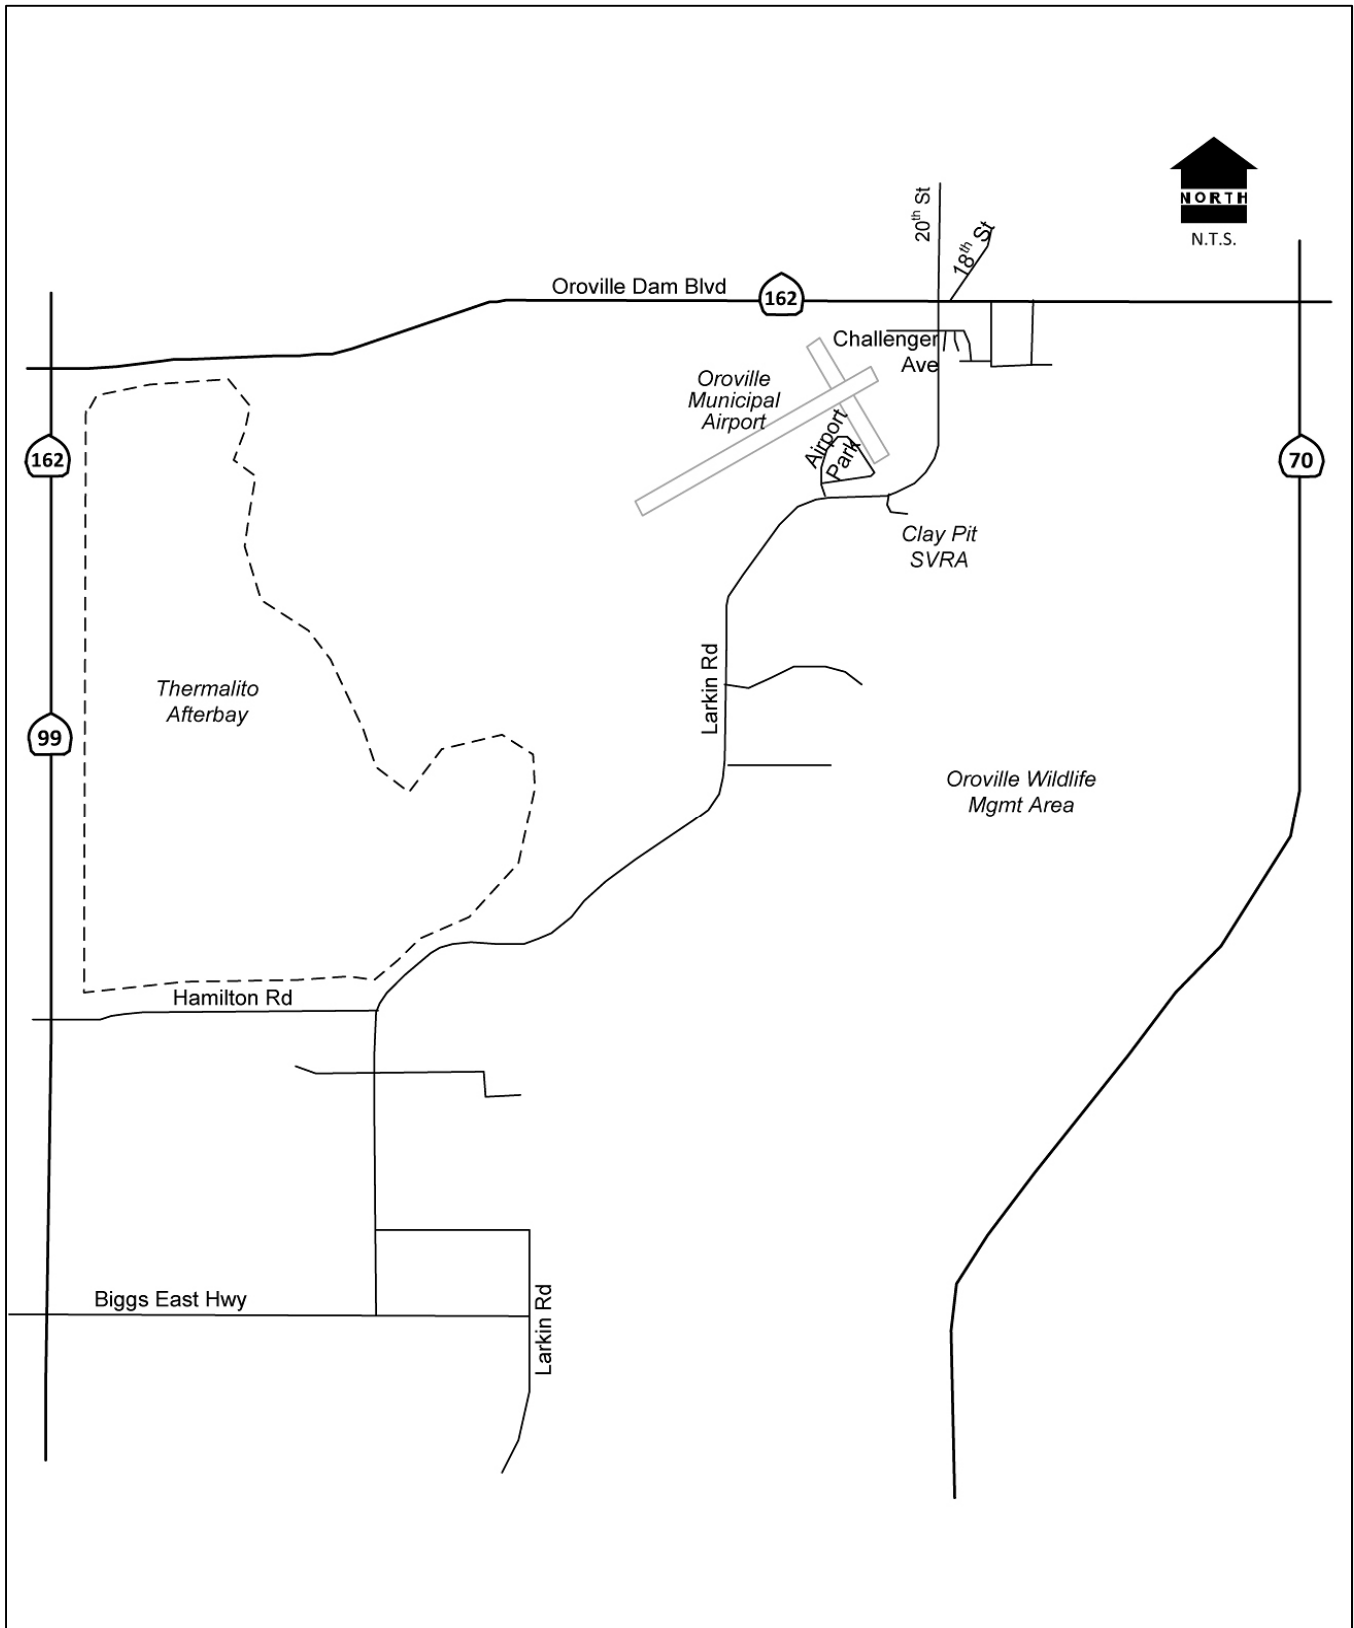 NORTH
N.T.S.
20th St
18th St
Oroville Dam Blvd
162
Challenger
Ave
Oroville
Municipal
Airport
Airport
Park
162
70
Clay Pit
SVRA
Larkin Rd
Thermalito
Afterbay
99
Oroville Wildlife
Mgmt Area
Hamilton Rd
Biggs East Hwy
Larkin Rd